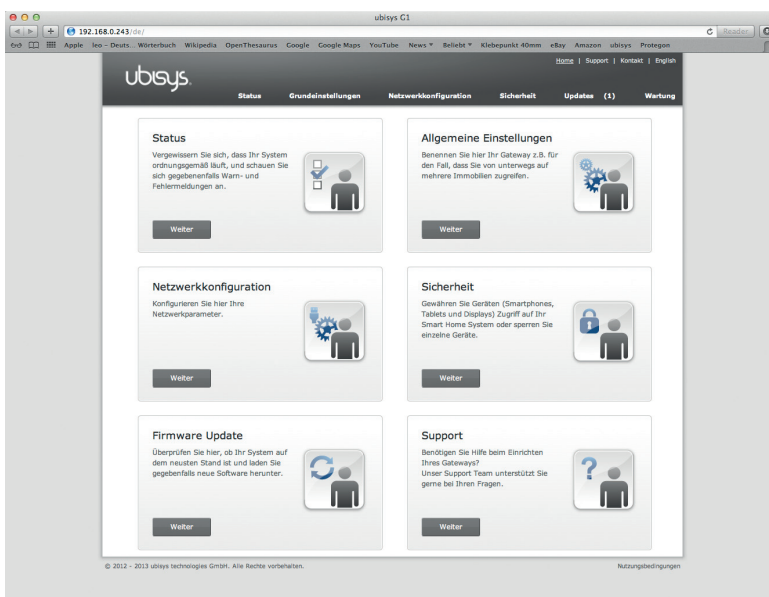 ubisys G1
192.168.0.243/de/
Reader
Apple leo – Deuts... Wörterbuch Wikipedia OpenThesaurus Google Google Maps YouTube News Beliebt Klebepunkt 40mm eBay Amazon ubisys Protegon
Home | Support | Kontakt | English
ubisys.
Status Grundeinstellungen Netzwerkkonfiguration Sicherheit Updates (1) Wartung
Status
Vergewissern Sie sich, dass Ihr System
ordnungsgemäß läuft, und schauen Sie
sich gegebenenfalls Warn- und
Fehlermeldungen an.
Weiter
Allgemeine Einstellungen
Benennen Sie hier Ihr Gateway z.B. für
den Fall, dass Sie von unterwegs auf
mehrere Immobilien zugreifen.
Weiter
Netzwerkkonfiguration
Konfigurieren Sie hier Ihre
Netzwerkparameter.
Weiter
Sicherheit
Gewähren Sie Geräten (Smartphones,
Tablets und Displays) Zugriff auf Ihr
Smart Home System oder sperren Sie
einzelne Geräte.
Weiter
Firmware Update
Überprüfen Sie hier, ob Ihr System auf
dem neusten Stand ist und laden Sie
gegebenfalls neue Software herunter.
Weiter
Support
Benötigen Sie Hilfe beim Einrichten
Ihres Gateways?
Unser Support Team unterstützt Sie
gerne bei Ihren Fragen.
Weiter
© 2012 - 2013 ubisys technologies GmbH. Alle Rechte vorbehalten.
Nutzungsbedingungen